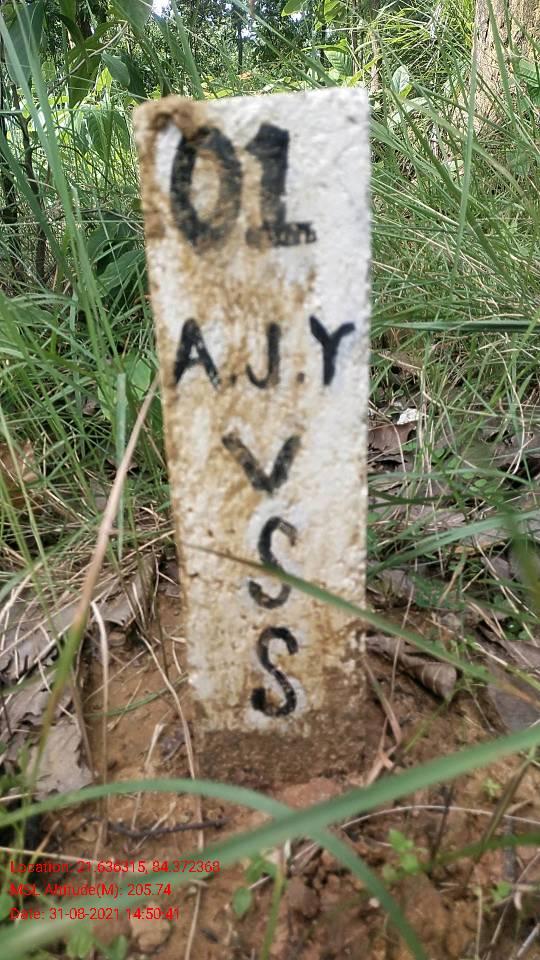 01
A.J.Y
V
S
S
Location: 21.636315, 84.372368
MSL Altitude(M): 205.74
Date: 31-08-2021 14:50:41